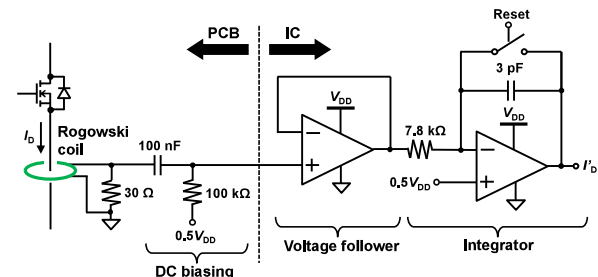 Reset
PCB
IC
3 pF
V_DD
V_DD
I_D
Rogowski
coil
100 nF
7.8 kΩ
I'_D
30 Ω
100 kΩ
0.5V_DD
0.5V_DD
Voltage follower
Integrator
DC biasing